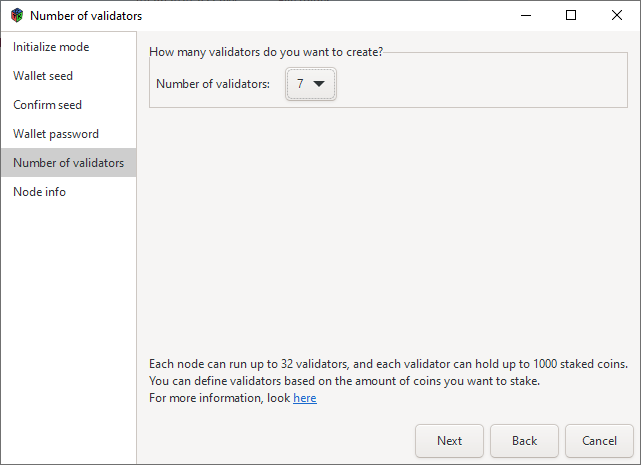 Number of validators
Initialize mode
Wallet seed
Confirm seed
Wallet password
Number of validators
Node info
How many validators do you want to create?
Number of validators: 7
Each node can run up to 32 validators, and each validator can hold up to 1000 staked coins.
You can define validators based on the amount of coins you want to stake.
For more information, look here
Next Back Cancel